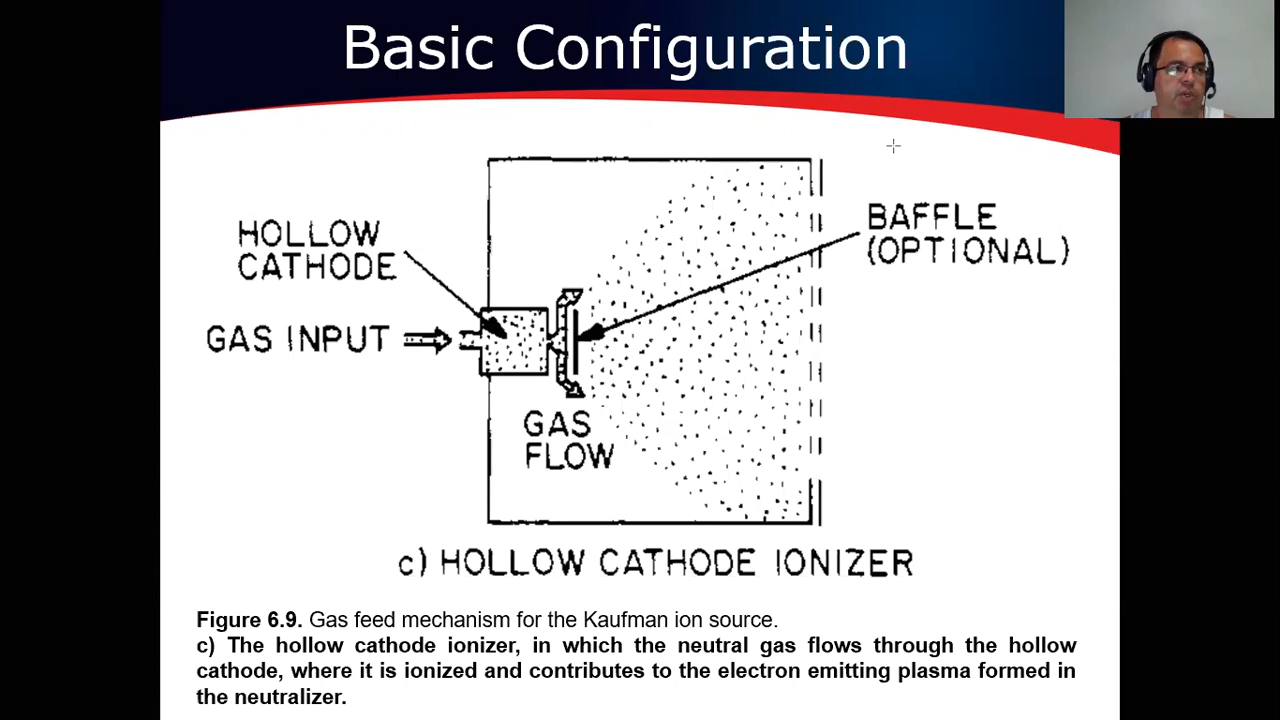 Basic Configuration
HOLLOW
CATHODE
BAFFLE
(OPTIONAL)
GAS INPUT
GAS
FLOW
c) HOLLOW CATHODE IONIZER
Figure 6.9. Gas feed mechanism for the Kaufman ion source.
c) The hollow cathode ionizer, in which the neutral gas flows through the hollow
cathode, where it is ionized and contributes to the electron emitting plasma formed in
the neutralizer.